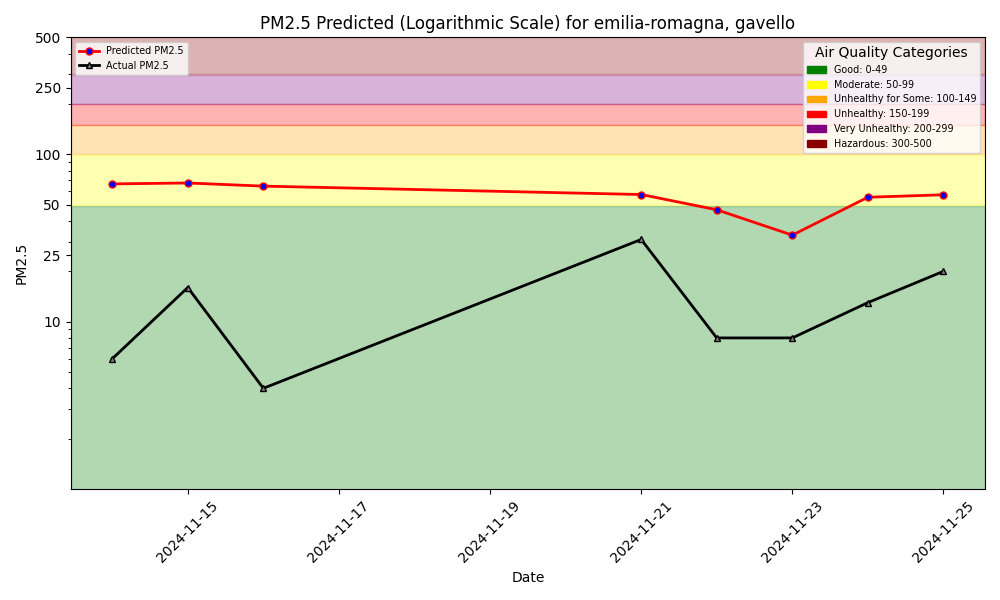 PM2.5 Predicted (Logarithmic Scale) for emilia-romagna, gavello
Predicted PM2.5
Actual PM2.5
Air Quality Categories
Good: 0-49
Moderate: 50-99
Unhealthy for Some: 100-149
Unhealthy: 150-199
Very Unhealthy: 200-299
Hazardous: 300-500
500
250
100
50
25
10
PM2.5
2024-11-15
2024-11-17
2024-11-19
2024-11-21
2024-11-23
2024-11-25
Date